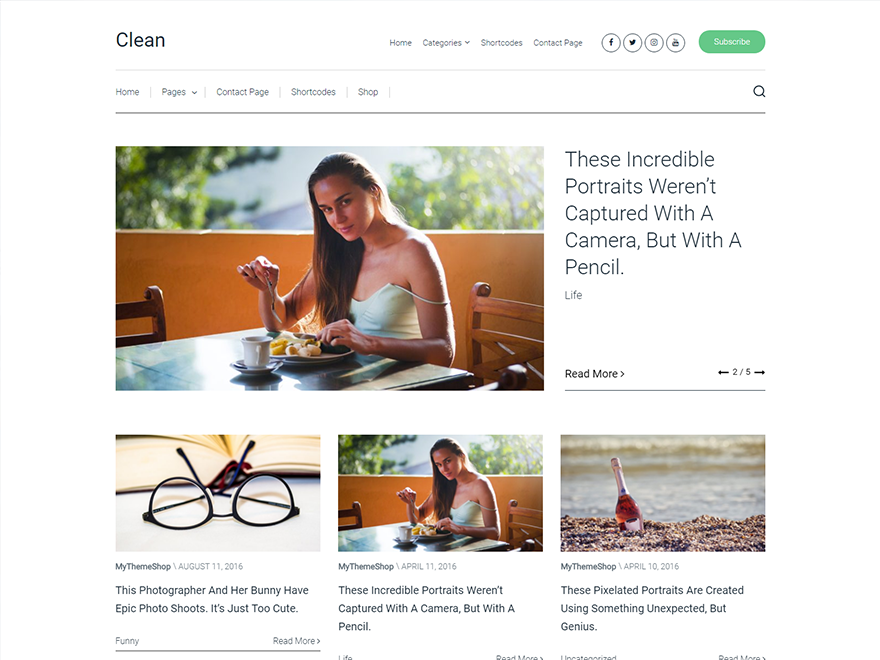 Clean
Home Categories Shortcodes Contact Page Subscribe
Home Pages Contact Page Shortcodes Shop
These Incredible
Portraits Weren’t
Captured With A
Camera, But With A
Pencil.
Life
Read More
2 / 5
MyThemeShop \ AUGUST 11, 2016
This Photographer And Her Bunny Have
Epic Photo Shoots. It’s Just Too Cute.
Funny
Read More
MyThemeShop \ APRIL 11, 2016
These Incredible Portraits Weren’t
Captured With A Camera, But With A
Pencil.
Life
Read More
MyThemeShop \ APRIL 10, 2016
These Pixelated Portraits Are Created
Using Something Unexpected, But
Genius.
Uncategorized
Read More